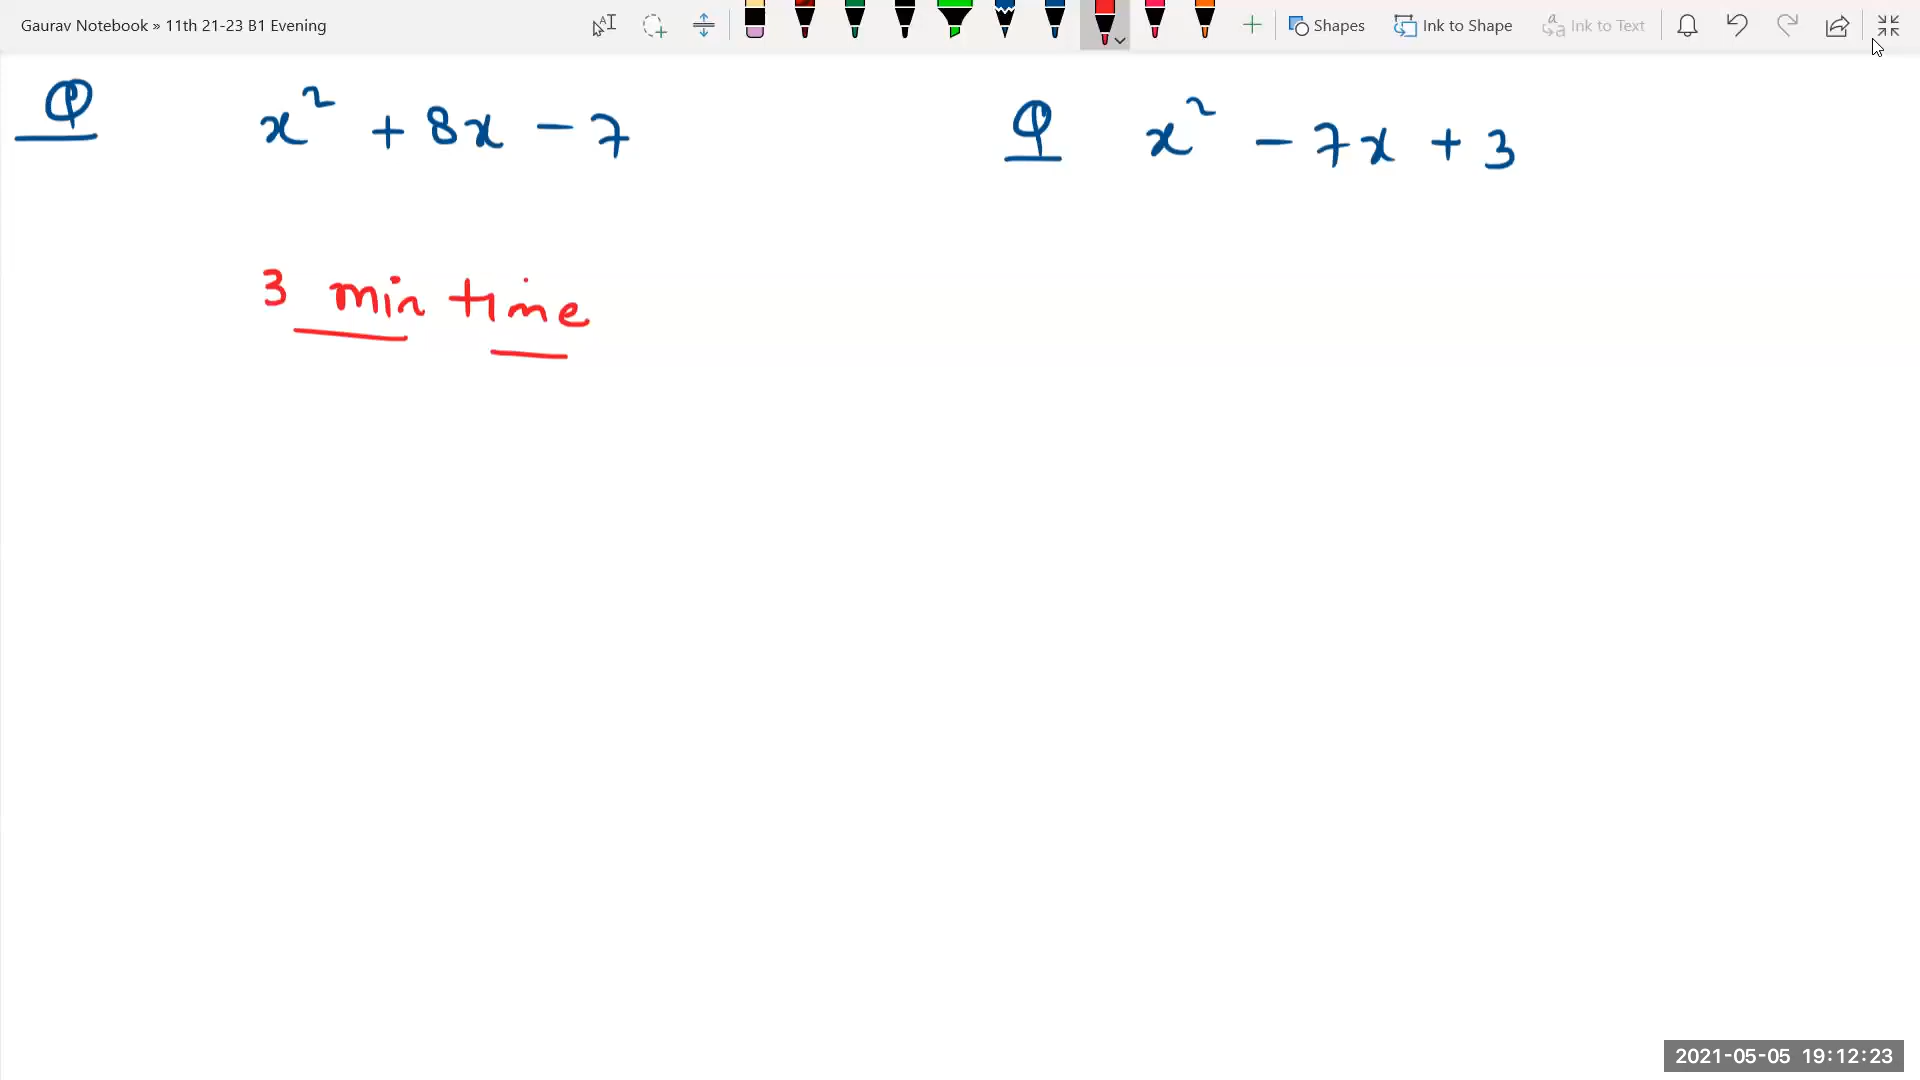 Gaurav Notebook » 11th 21-23 B1 Evening
Shapes
Ink to Shape
Ink to Text
Q x² + 8x - 7
Q x² - 7x + 3
3 min time
2021-05-05 19:12:23